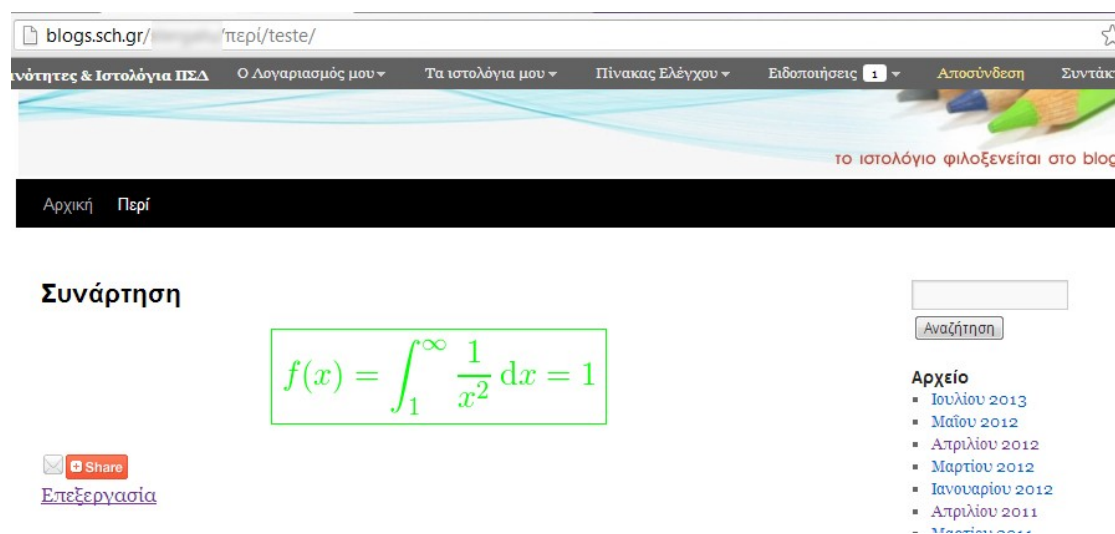 blogs.sch.gr/ /περί/teste/
νότητες & Ιστολόγια ΠΣΔ Ο Λογαριασμός μου Τα ιστολόγια μου Πίνακας Ελέγχου Ειδοποιήσεις 1 Αποσύνδεση
το ιστολόγιο φιλοξενείται στο blog
Αρχική Περί
Συνάρτηση
f(x) = ∫₁^∞ 1/x² dx = 1
Αναζήτηση
Αρχείο
Ιουλίου 2013
Μαΐου 2012
Απριλίου 2012
Μαρτίου 2012
Ιανουαρίου 2012
Απριλίου 2011
Share
Επεξεργασία